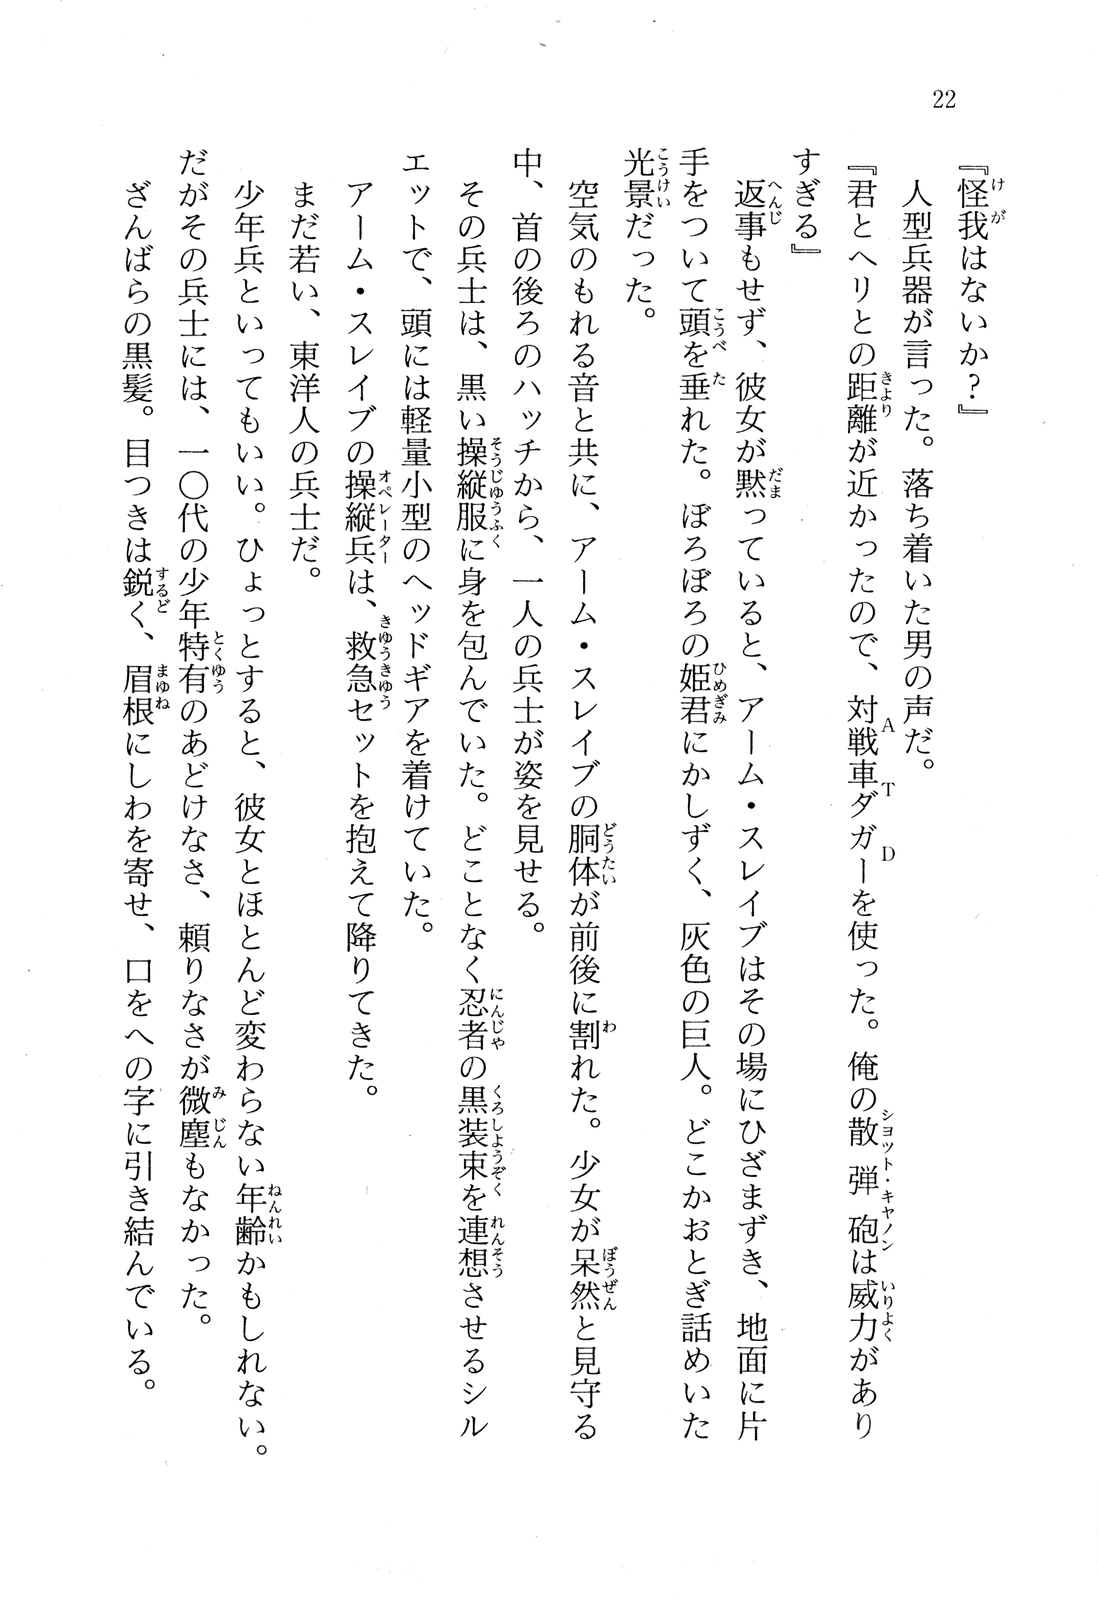 22
『怪我はないか？』
人型兵器が言った。落ち着いた男の声だ。
『君とヘリとの距離が近かったので、対戦車ダガーを使った。俺の散弾砲は威力があり
すぎる』
返事もせず、彼女が黙っていると、アーム・スレイブはその場にひざまずき、地面に片
手をついて頭を垂れた。ぼろぼろの姫君にかしずく、灰色の巨人。どこかおとぎ話めいた
光景だった。
空気のもれる音と共に、アーム・スレイブの胴体が前後に割れた。少女が呆然と見守る
中、首の後ろのハッチから、一人の兵士が姿を見せる。
その兵士は、黒い操縦服に身を包んでいた。どことなく忍者の黒装束を連想させるシル
エットで、頭には軽量小型のヘッドギアを着けていた。
アーム・スレイブの操縦兵は、救急セットを抱えて降りてきた。
まだ若い、東洋人の兵士だ。
少年兵といってもいい。ひょっとすると、彼女とほとんど変わらない年齢かもしれない。
だがその兵士には、一〇代の少年特有のあどけなさ、頼りなさが微塵もなかった。
ざんばらの黒髪。目つきは鋭く、眉根にしわを寄せ、口をへの字に引き結んでいる。